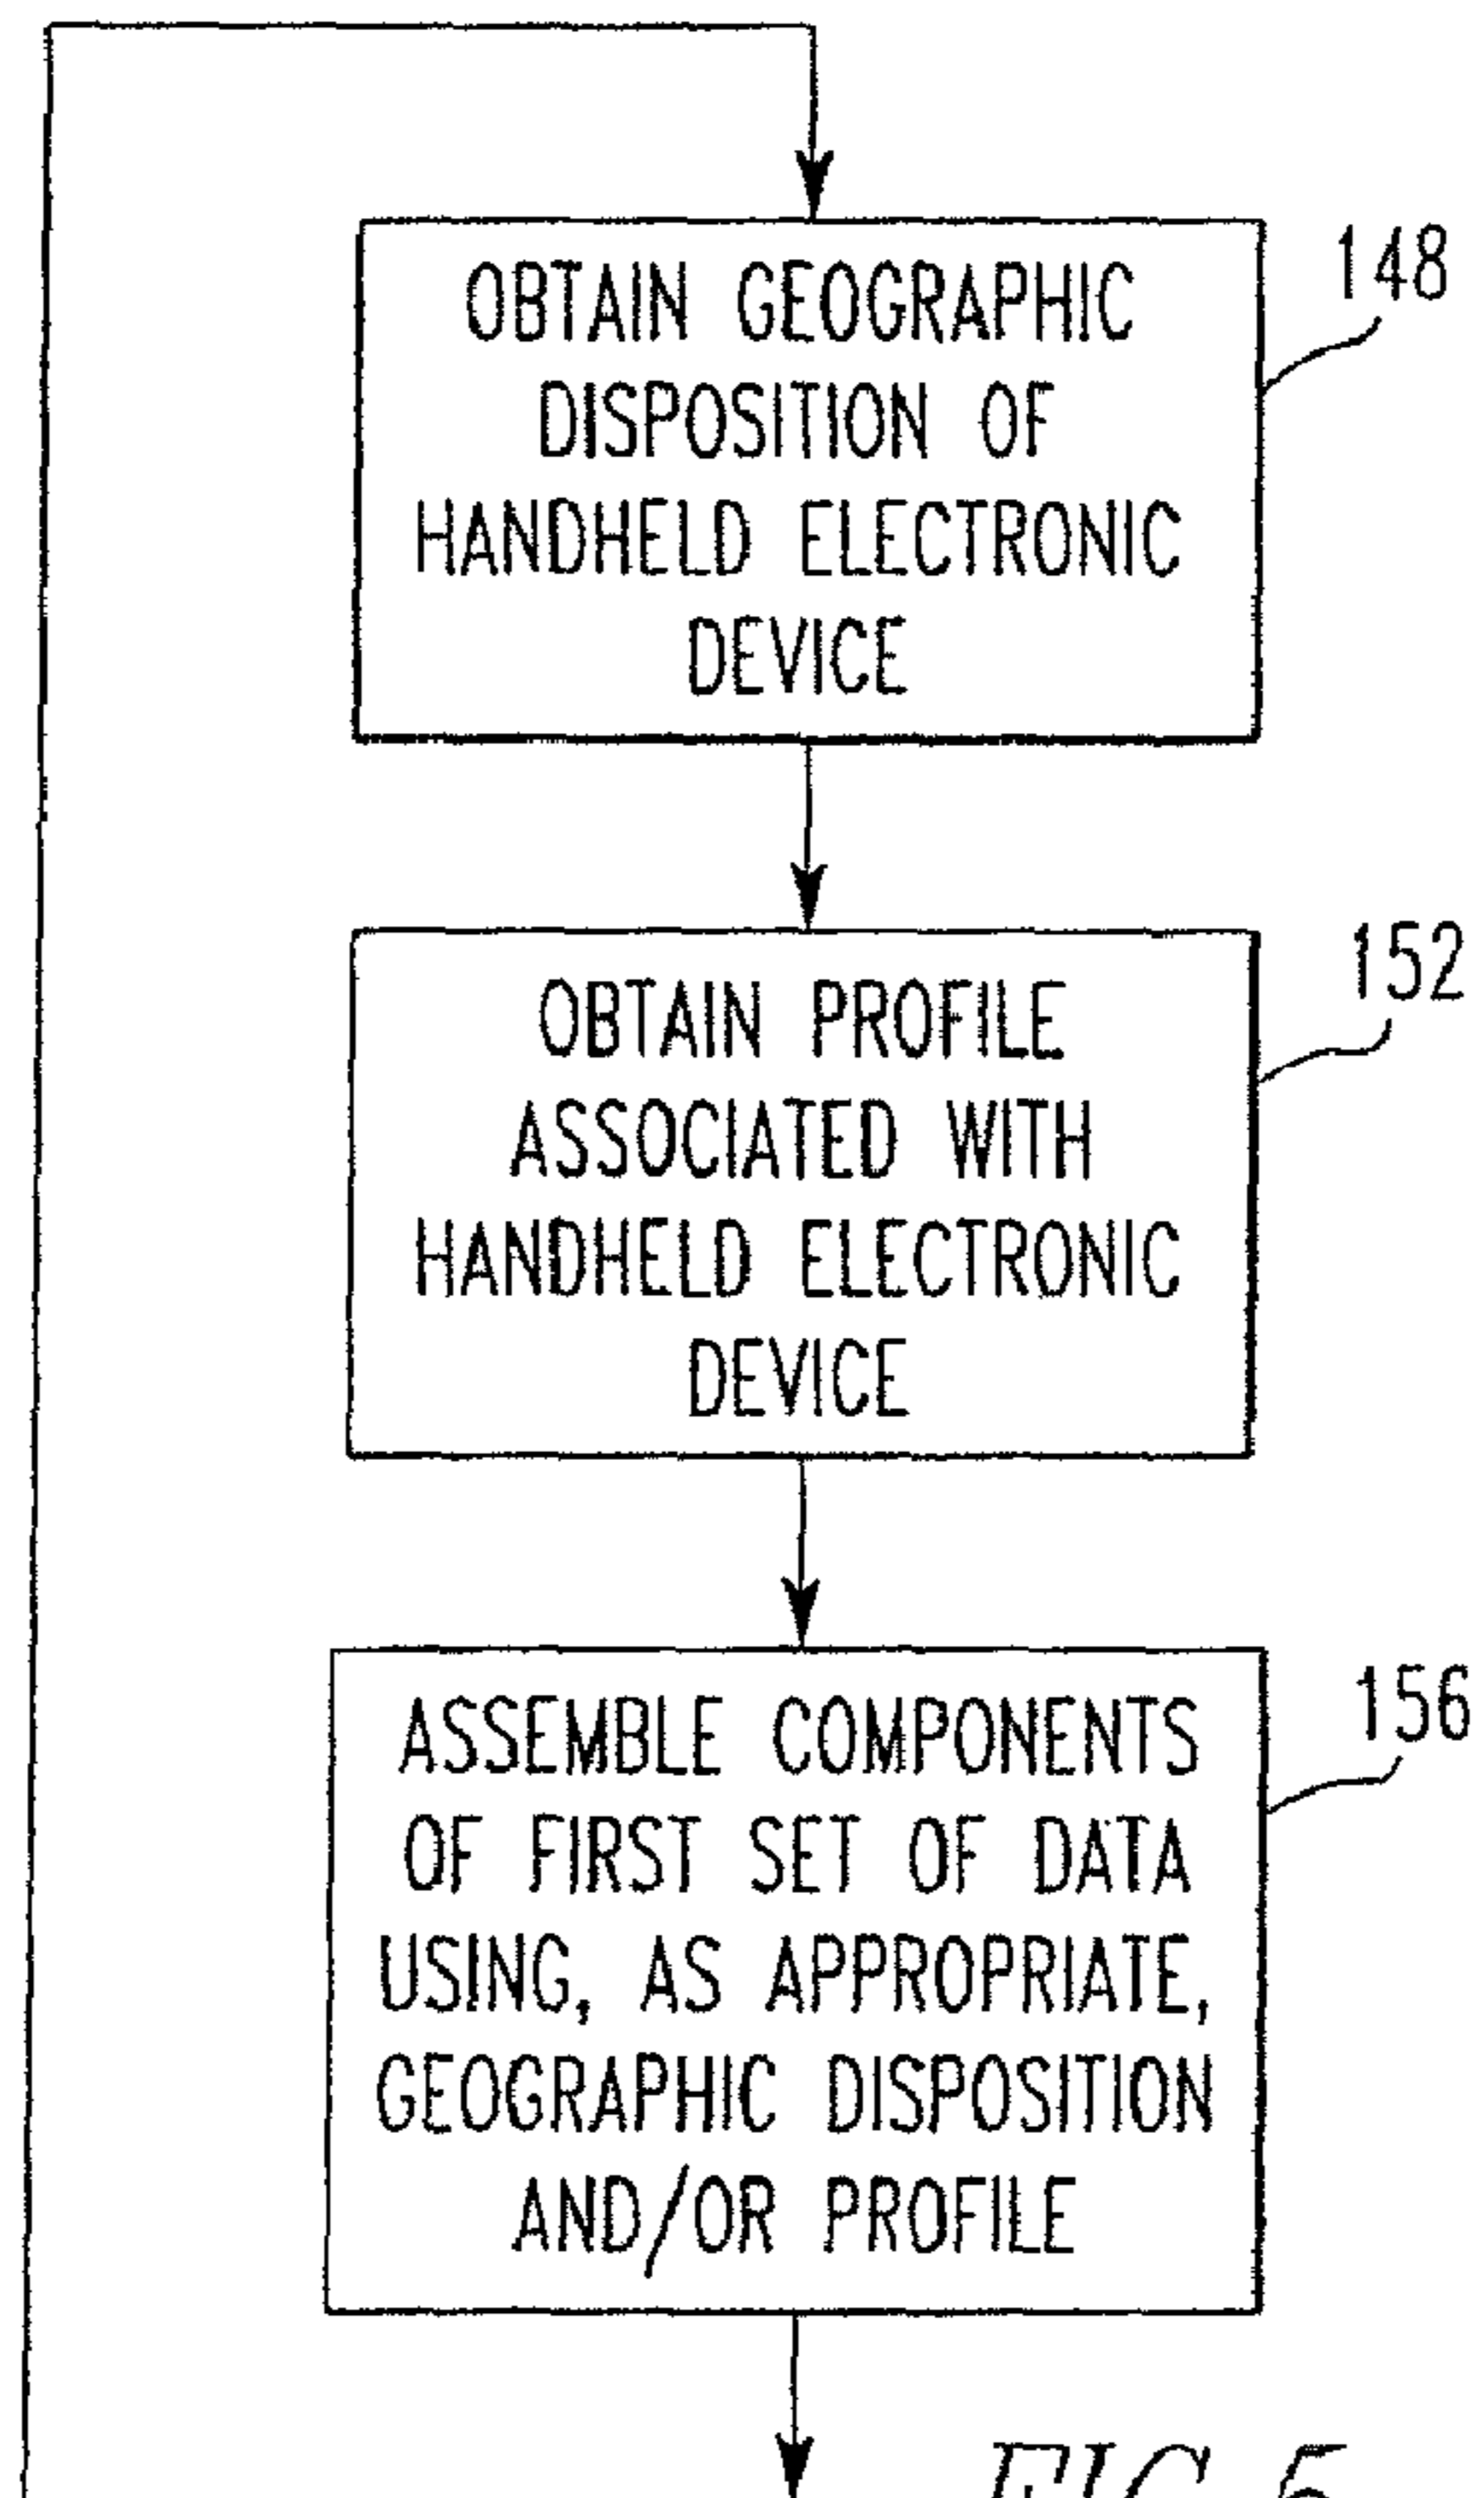 OBTAIN GEOGRAPHIC
DISPOSITION OF
HANDHELD ELECTRONIC
DEVICE
148
OBTAIN PROFILE
ASSOCIATED WITH
HANDHELD ELECTRONIC
DEVICE
152
ASSEMBLE COMPONENTS
OF FIRST SET OF DATA
USING, AS APPROPRIATE,
GEOGRAPHIC DISPOSITION
AND/OR PROFILE
156